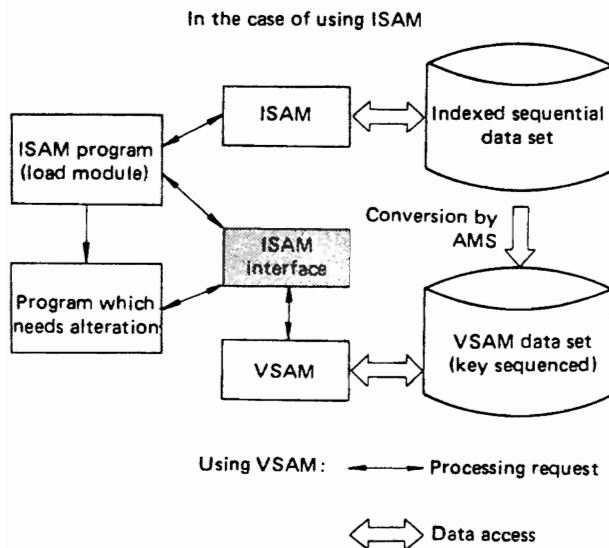 In the case of using ISAM
ISAM
Indexed sequential
data set
ISAM program
(load module)
Conversion by
AMS
ISAM
interface
Program which
needs alteration
VSAM data set
(key sequenced)
VSAM
Using VSAM:
Processing request
Data access